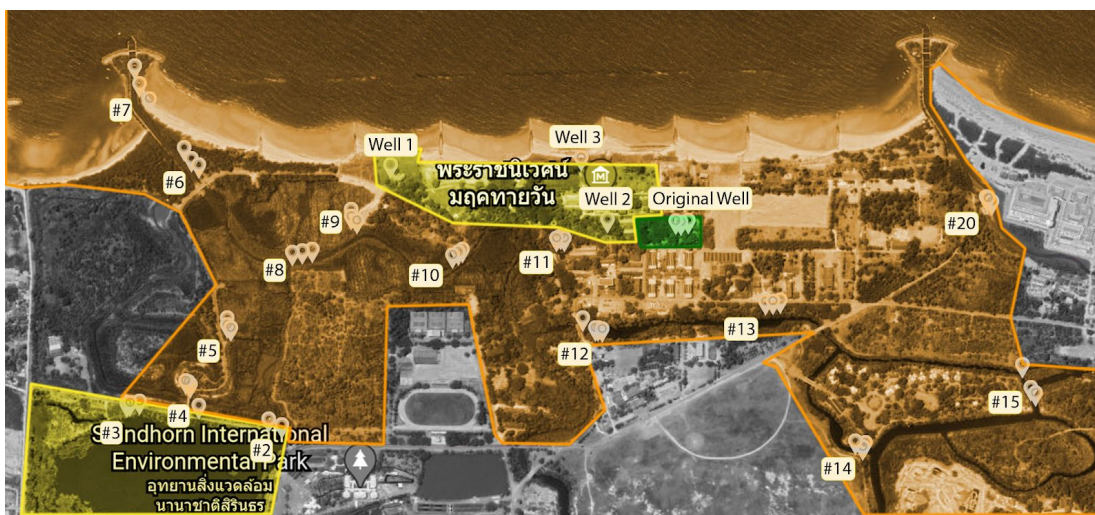 #7
Well 1
Well 3
พระราชนิเวศน์
มฤคทายวัน
#6
Well 2
Original Well
#20
#9
#8
#10
#11
#5
#12
#13
#3
#4
#2
#15
#14
S ndhorn International
Environmental Park
อุทยานสิ่งแวดล้อม
นานาชาติสิรินธร
M